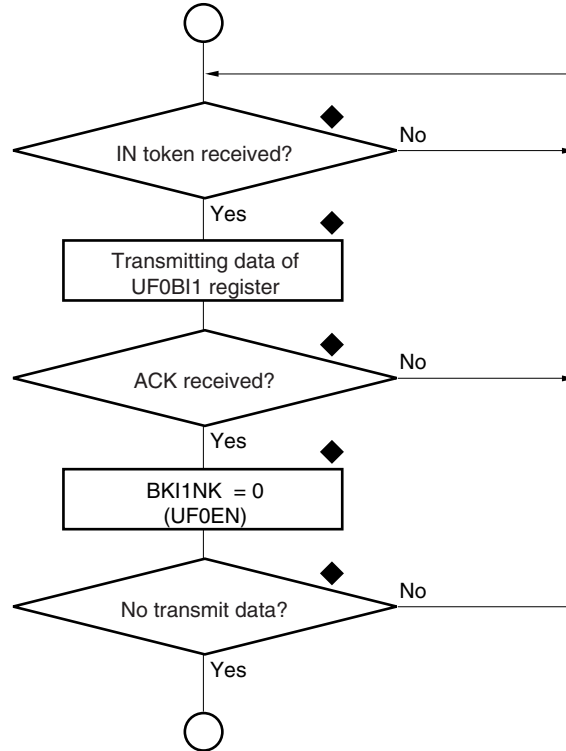 IN token received?
No
Yes
Transmitting data of
UF0BI1 register
ACK received?
No
Yes
BKI1NK = 0
(UF0EN)
No transmit data?
No
Yes